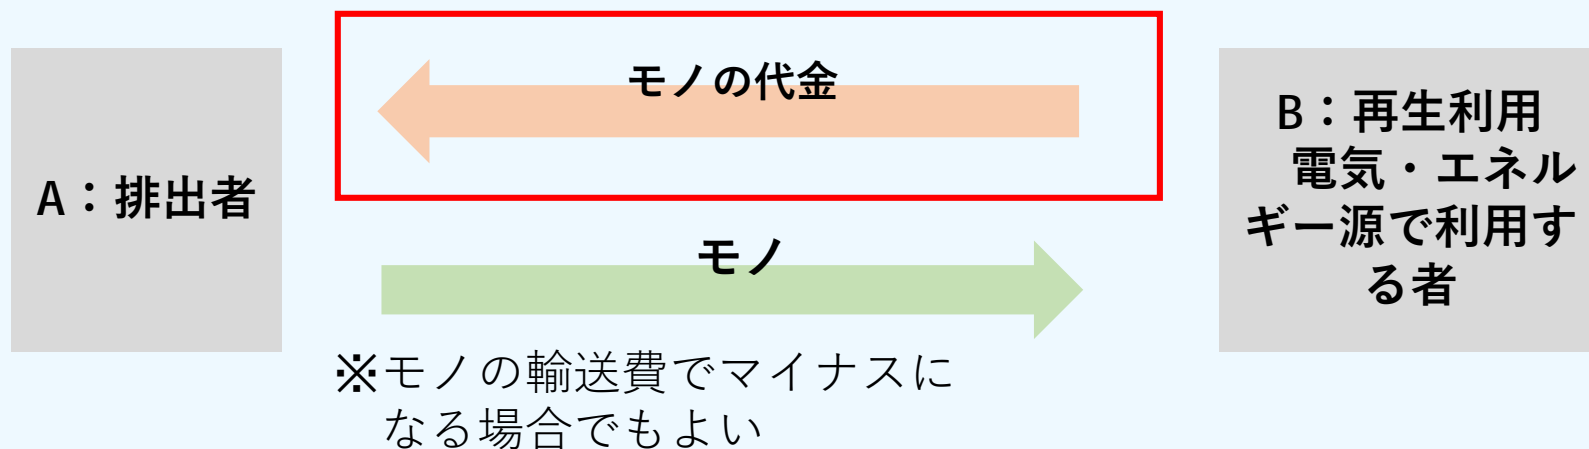 モノの代金
A：排出者
B：再生利用
電気・エネル
ギー源で利用す
る者
モノ
※モノの輸送費でマイナスに
なる場合でもよい